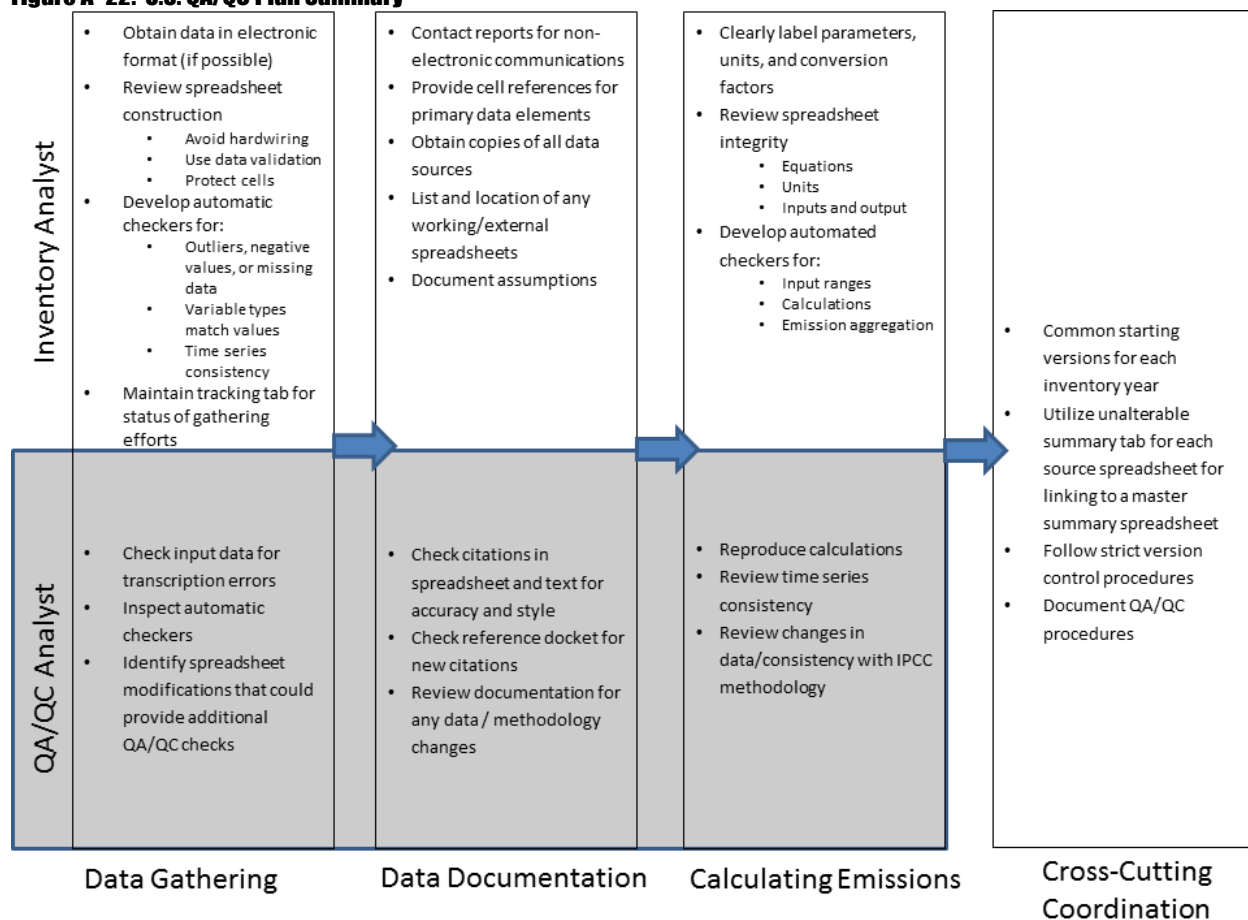 Figure A-22: U.S. QA/QC Plan Summary
Inventory Analyst
• Obtain data in electronic
format (if possible)
• Review spreadsheet
construction
• Avoid hardwiring
• Use data validation
• Protect cells
• Develop automatic
checkers for:
• Outliers, negative
values, or missing
data
• Variable types
match values
• Time series
consistency
• Maintain tracking tab for
status of gathering
efforts
• Contact reports for non-
electronic communications
• Provide cell references for
primary data elements
• Obtain copies of all data
sources
• List and location of any
working/external
spreadsheets
• Document assumptions
• Clearly label parameters,
units, and conversion
factors
• Review spreadsheet
integrity
• Equations
• Units
• Inputs and output
• Develop automated
checkers for:
• Input ranges
• Calculations
• Emission aggregation
QA/QC Analyst
• Check input data for
transcription errors
• Inspect automatic
checkers
• Identify spreadsheet
modifications that could
provide additional
QA/QC checks
• Check citations in
spreadsheet and text for
accuracy and style
• Check reference docket for
new citations
• Review documentation for
any data / methodology
changes
• Reproduce calculations
• Review time series
consistency
• Review changes in
data/consistency with IPCC
methodology
• Common starting
versions for each
inventory year
• Utilize unalterable
summary tab for each
source spreadsheet for
linking to a master
summary spreadsheet
• Follow strict version
control procedures
• Document QA/QC
procedures
Data Gathering
Data Documentation
Calculating Emissions
Cross-Cutting
Coordination